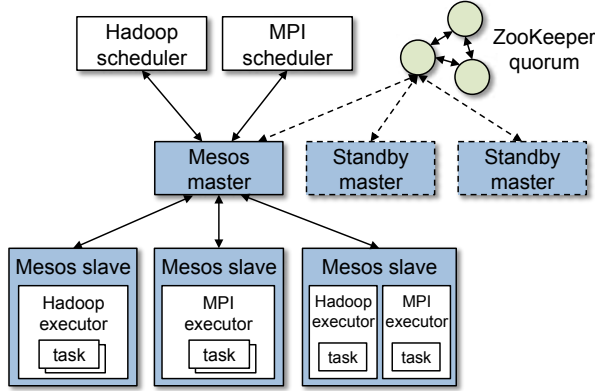 Hadoop
scheduler
MPI
scheduler
ZooKeeper
quorum
Mesos
master
Standby
master
Standby
master
Mesos slave
Hadoop
executor
task
Mesos slave
MPI
executor
task
Mesos slave
Hadoop
executor
task
MPI
executor
task